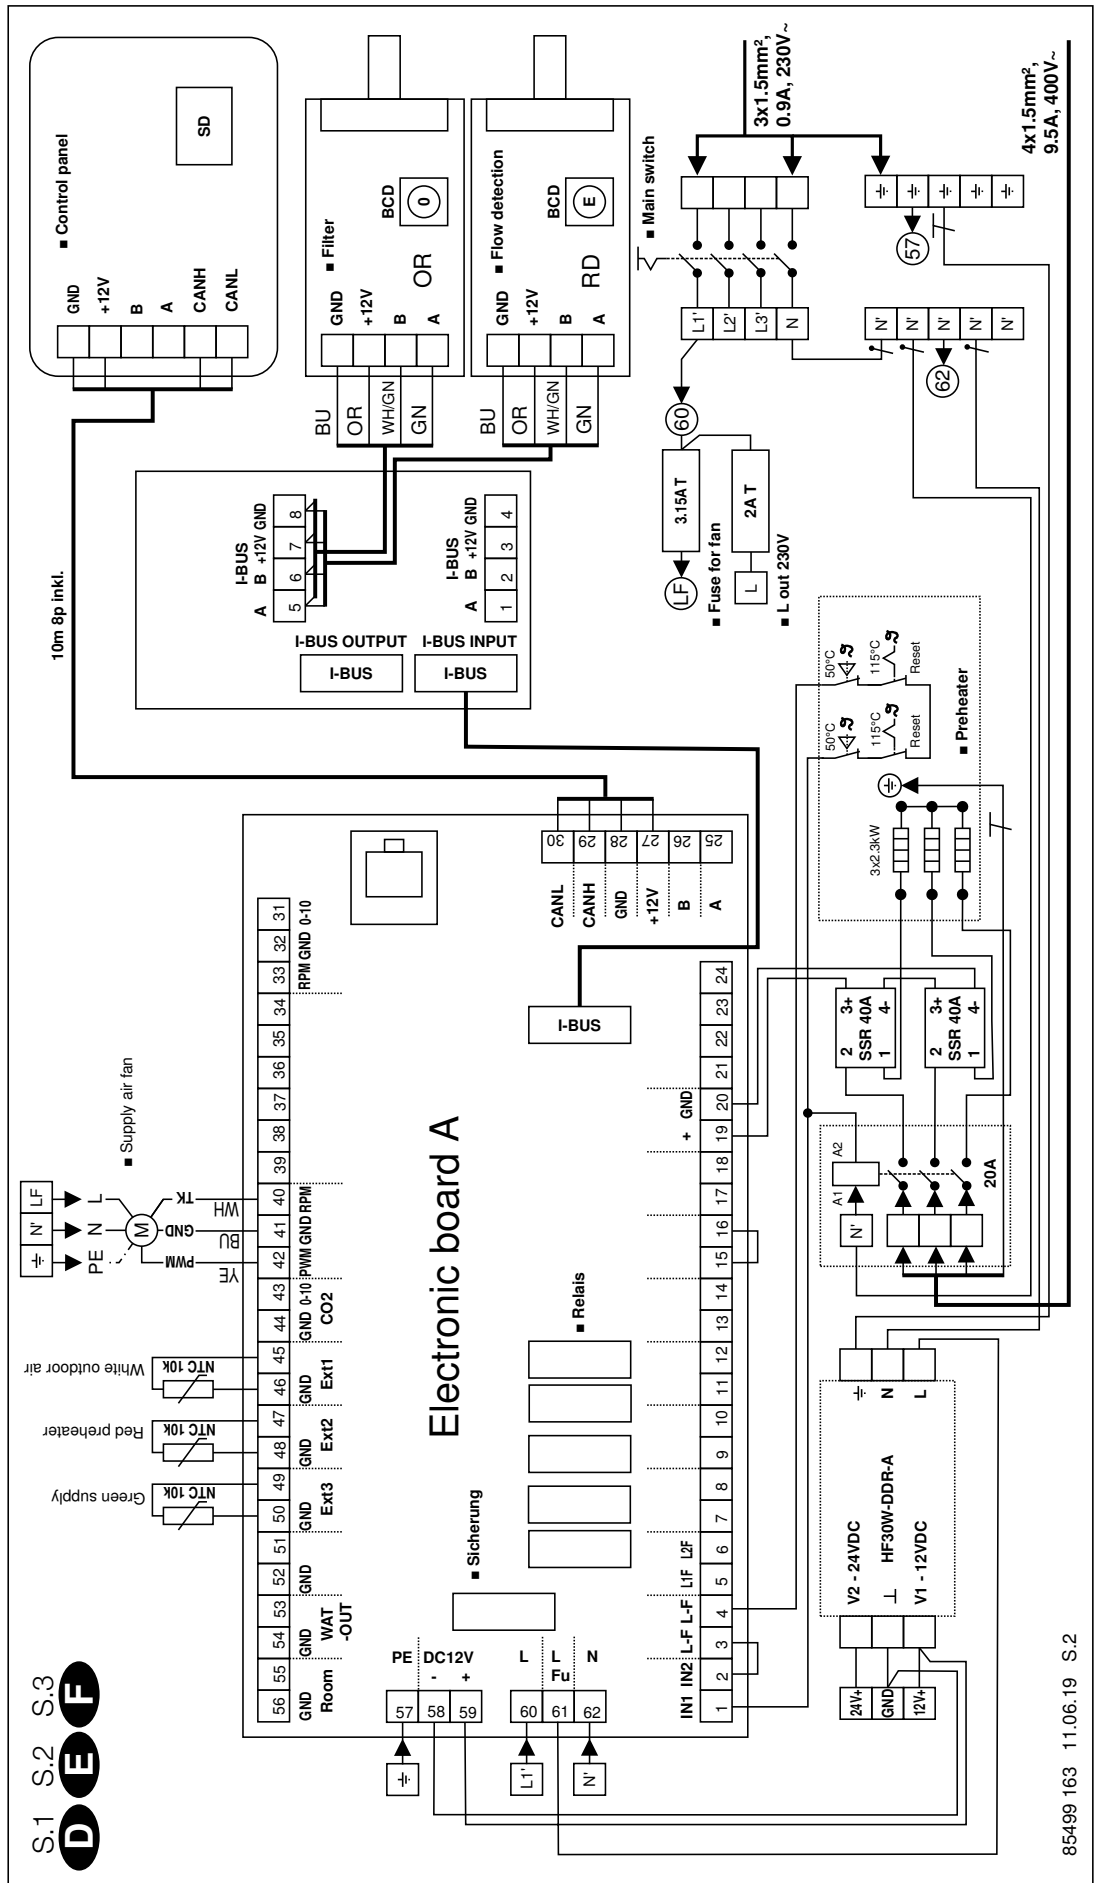 S.1 S.2 S.3
D E F
■ Control panel
SD
GND
+12V
B
A
CANH
CANL
■ Filter
BCD
0
GND
+12V
B
A
OR
BU
OR
WH/GN
GN
■ Flow detection
BCD
E
GND
+12V
B
A
RD
BU
OR
WH/GN
GN
■ Main switch
3x1.5mm²,
0.9A, 230V~
4x1.5mm²,
9.5A, 400V~
L1'
L2'
L3'
N
57
N'
N'
N'
N'
N'
62
60
3.15A T
2A T
LF
L
■ Fuse for fan
■ L out 230V
10m 8p inkl.
I-BUS
A B +12V GND
5 6 7 8
I-BUS
A B +12V GND
1 2 3 4
I-BUS OUTPUT
I-BUS
I-BUS INPUT
I-BUS
■ Supply air fan
LF
N'
L
N
PE
M
TK
GND
PWM
WH
BU
YE
White outdoor air
NTC 10k
Red preheater
NTC 10k
Green supply
NTC 10k
56 55 54 53 52 51 50 49 48 47 46 45 44 43 42 41 40 39 38 37 36 35 34 33 32 31
GND
Room
GND
WAT
-OUT
GND
GND
Ext3
GND
Ext2
GND
Ext1
GND 0-10
CO2
PWM GND RPM
RPM GND 0-10
Electronic board A
30 29 28 27 26 25
CANL
CANH
GND
+12V
B
A
I-BUS
■ Relais
■ Sicherung
PE
DC12V
- +
L
L
Fu
N
57 58 59
60 61 62
L1'
N'
IN1 IN2 L-F L-F L1F L2F
+ GND
1 2 3 4 5 6 7 8 9 10 11 12 13 14 15 16 17 18 19 20 21 22 23 24
50°C
115°C
Reset
50°C
115°C
Reset
■ Preheater
3x2.3kW
2 3+
SSR 40A
1 4-
2 3+
SSR 40A
1 4-
A1
A2
N'
20A
N
L
V2 - 24VDC
HF30W-DDR-A
V1 - 12VDC
24V+
GND
12V+
85499 163 11.06.19 S.2